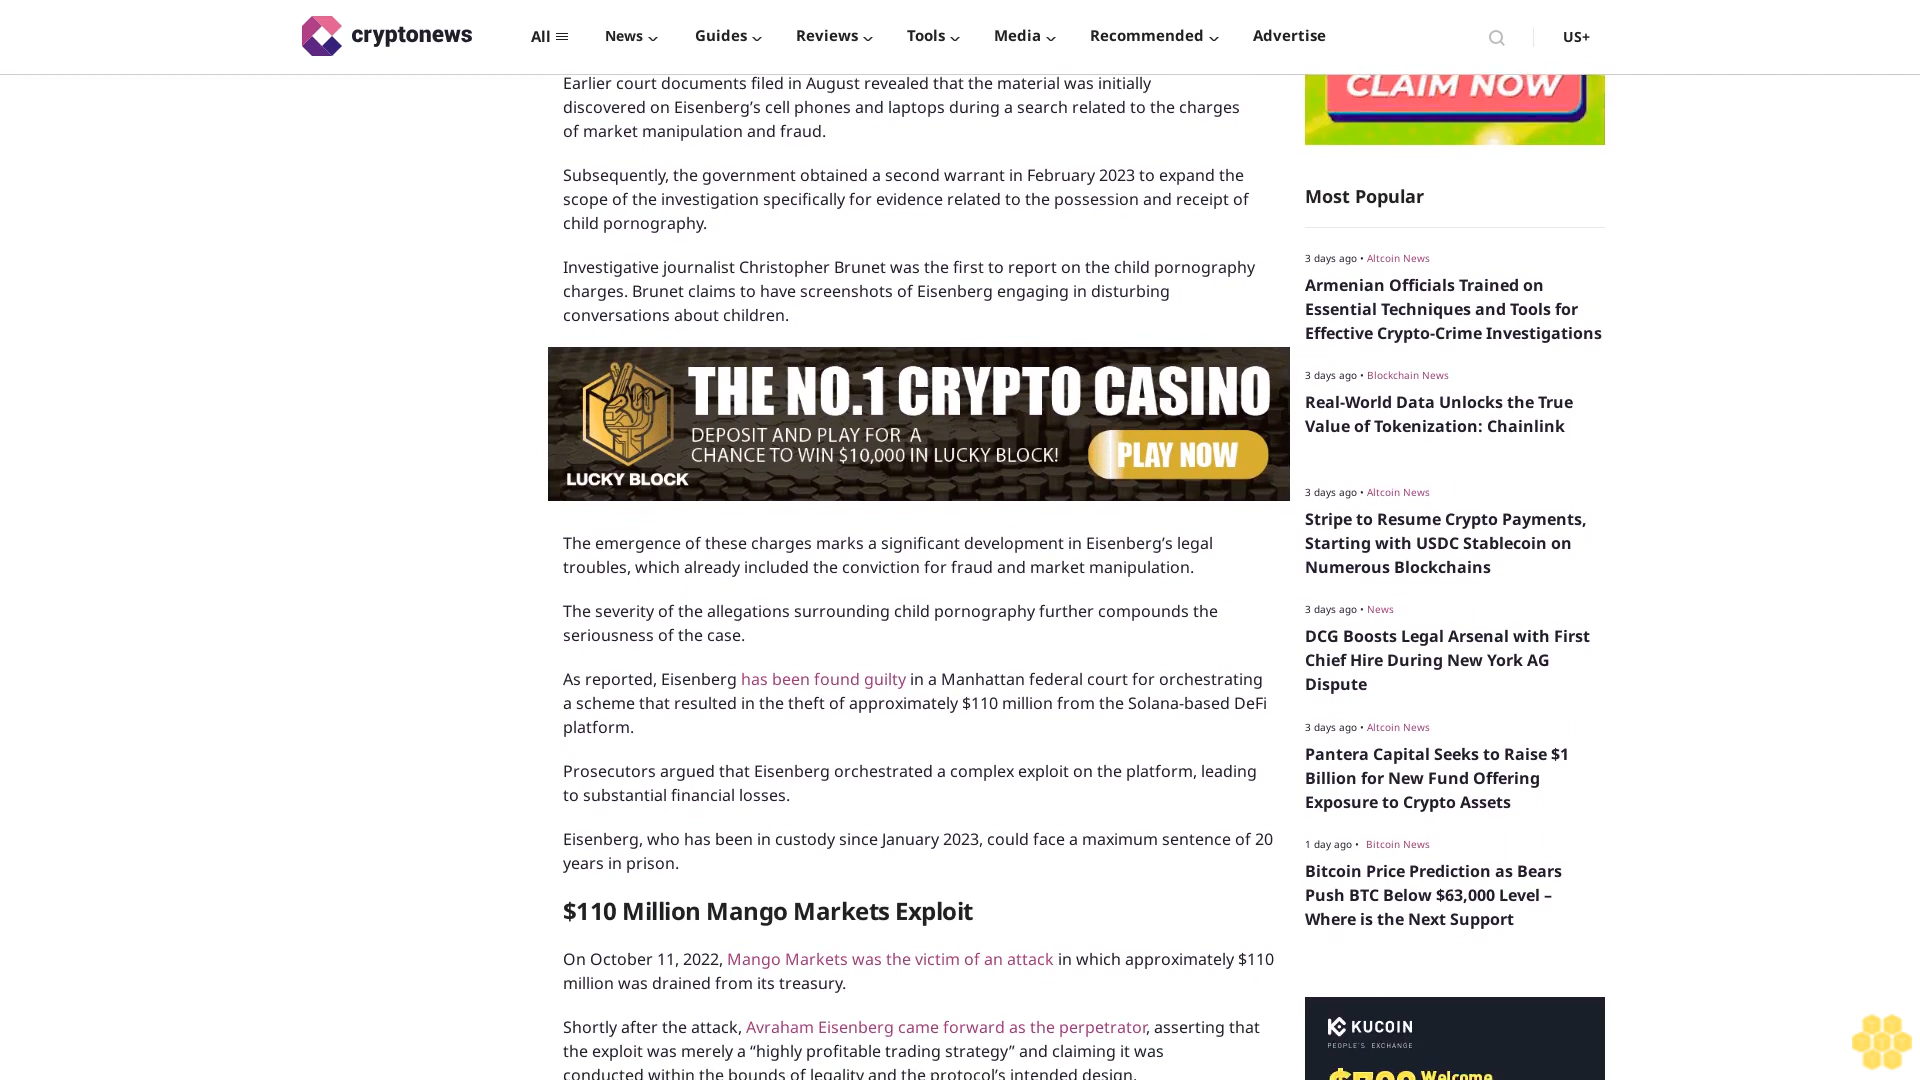 cryptonews
All
News
Guides
Reviews
Tools
Media
Recommended
Advertise
US+
Earlier court documents filed in August revealed that the material was initially
discovered on Eisenberg’s cell phones and laptops during a search related to the charges
of market manipulation and fraud.
Subsequently, the government obtained a second warrant in February 2023 to expand the
scope of the investigation specifically for evidence related to the possession and receipt of
child pornography.
Investigative journalist Christopher Brunet was the first to report on the child pornography
charges. Brunet claims to have screenshots of Eisenberg engaging in disturbing
conversations about children.
THE NO.1 CRYPTO CASINO
DEPOSIT AND PLAY FOR A
CHANCE TO WIN $10,000 IN LUCKY BLOCK!
PLAY NOW
LUCKY BLOCK
The emergence of these charges marks a significant development in Eisenberg’s legal
troubles, which already included the conviction for fraud and market manipulation.
The severity of the allegations surrounding child pornography further compounds the
seriousness of the case.
As reported, Eisenberg has been found guilty in a Manhattan federal court for orchestrating
a scheme that resulted in the theft of approximately $110 million from the Solana-based DeFi
platform.
Prosecutors argued that Eisenberg orchestrated a complex exploit on the platform, leading
to substantial financial losses.
Eisenberg, who has been in custody since January 2023, could face a maximum sentence of 20
years in prison.
$110 Million Mango Markets Exploit
On October 11, 2022, Mango Markets was the victim of an attack in which approximately $110
million was drained from its treasury.
Shortly after the attack, Avraham Eisenberg came forward as the perpetrator, asserting that
the exploit was merely a “highly profitable trading strategy” and claiming it was
conducted within the bounds of legality and the protocol’s intended design.
CLAIM NOW
Most Popular
3 days ago • Altcoin News
Armenian Officials Trained on
Essential Techniques and Tools for
Effective Crypto-Crime Investigations
3 days ago • Blockchain News
Real-World Data Unlocks the True
Value of Tokenization: Chainlink
3 days ago • Altcoin News
Stripe to Resume Crypto Payments,
Starting with USDC Stablecoin on
Numerous Blockchains
3 days ago • News
DCG Boosts Legal Arsenal with First
Chief Hire During New York AG
Dispute
3 days ago • Altcoin News
Pantera Capital Seeks to Raise $1
Billion for New Fund Offering
Exposure to Crypto Assets
1 day ago • Bitcoin News
Bitcoin Price Prediction as Bears
Push BTC Below $63,000 Level –
Where is the Next Support
KUCOIN
PEOPLE'S EXCHANGE
$700 Welcome